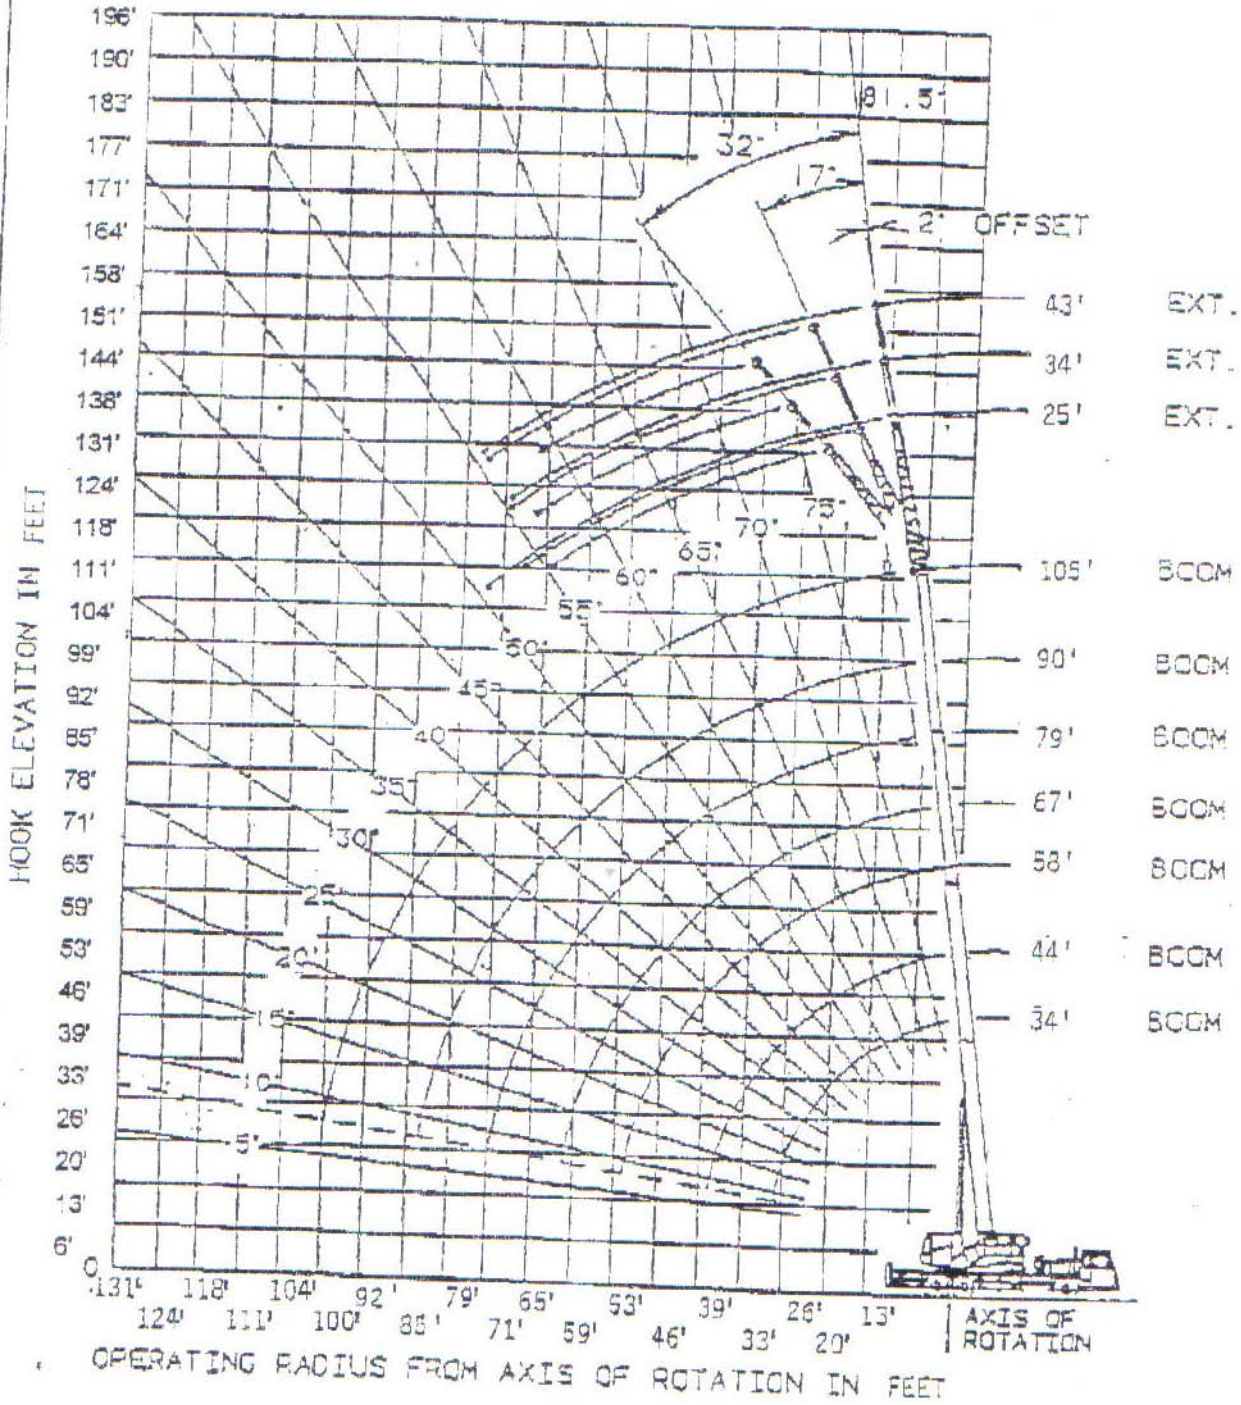 196'
190'
183'
177'
171'
164'
158'
151'
144'
138'
131'
124'
118'
111'
104'
99'
92'
85'
78'
71'
65'
59'
53'
46'
39'
33'
26'
20'
13'
6'
0
HOOK ELEVATION IN FEET
81.5°
32°
17°
2° OFFSET
43' EXT.
34' EXT.
25' EXT.
105' BOOM
90' BOOM
79' BOOM
67' BOOM
58' BOOM
44' BOOM
34' BOOM
75°
70°
65°
60°
55°
50°
45°
40°
35°
30°
25°
20°
15°
10°
5°
131' 118' 104' 92' 79' 65' 53' 39' 26' 13'
124' 111' 100' 85' 71' 59' 46' 33' 20'
AXIS OF
ROTATION
OPERATING RADIUS FROM AXIS OF ROTATION IN FEET